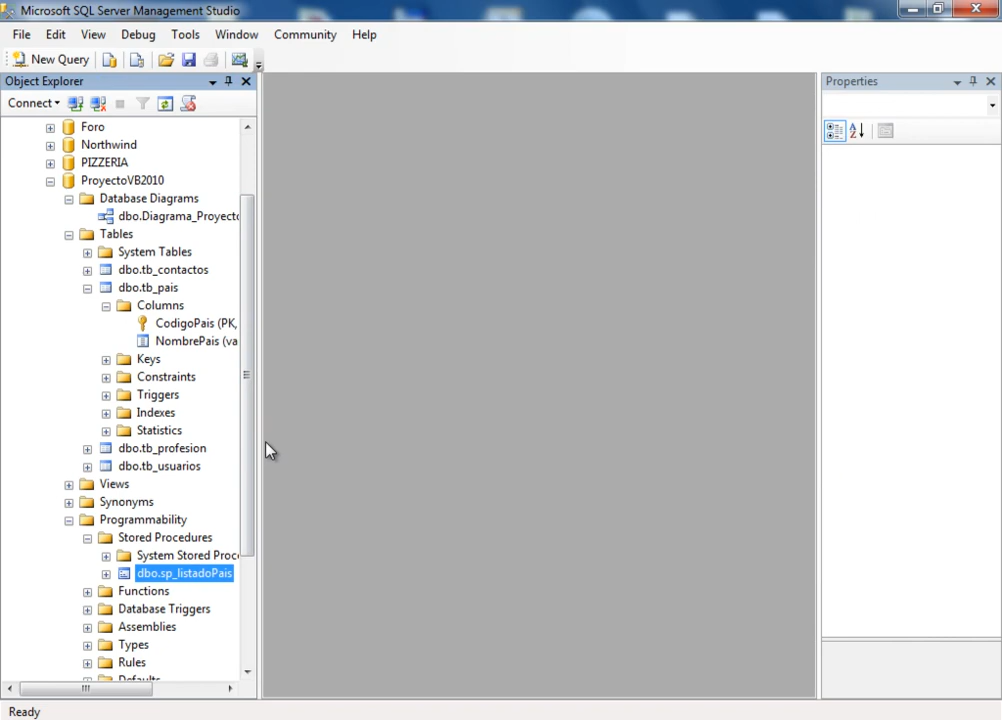 Microsoft SQL Server Management Studio
File Edit View Debug Tools Window Community Help
New Query
Object Explorer
Connect
Foro
Northwind
PIZZERIA
ProyectoVB2010
Database Diagrams
dbo.Diagrama_Proyecto
Tables
System Tables
dbo.tb_contactos
dbo.tb_pais
Columns
CodigoPais (PK,
NombrePais (va
Keys
Constraints
Triggers
Indexes
Statistics
dbo.tb_profesion
dbo.tb_usuarios
Views
Synonyms
Programmability
Stored Procedures
System Stored Proc
dbo.sp_listadoPais
Functions
Database Triggers
Assemblies
Types
Rules
Defaults
Properties
Ready